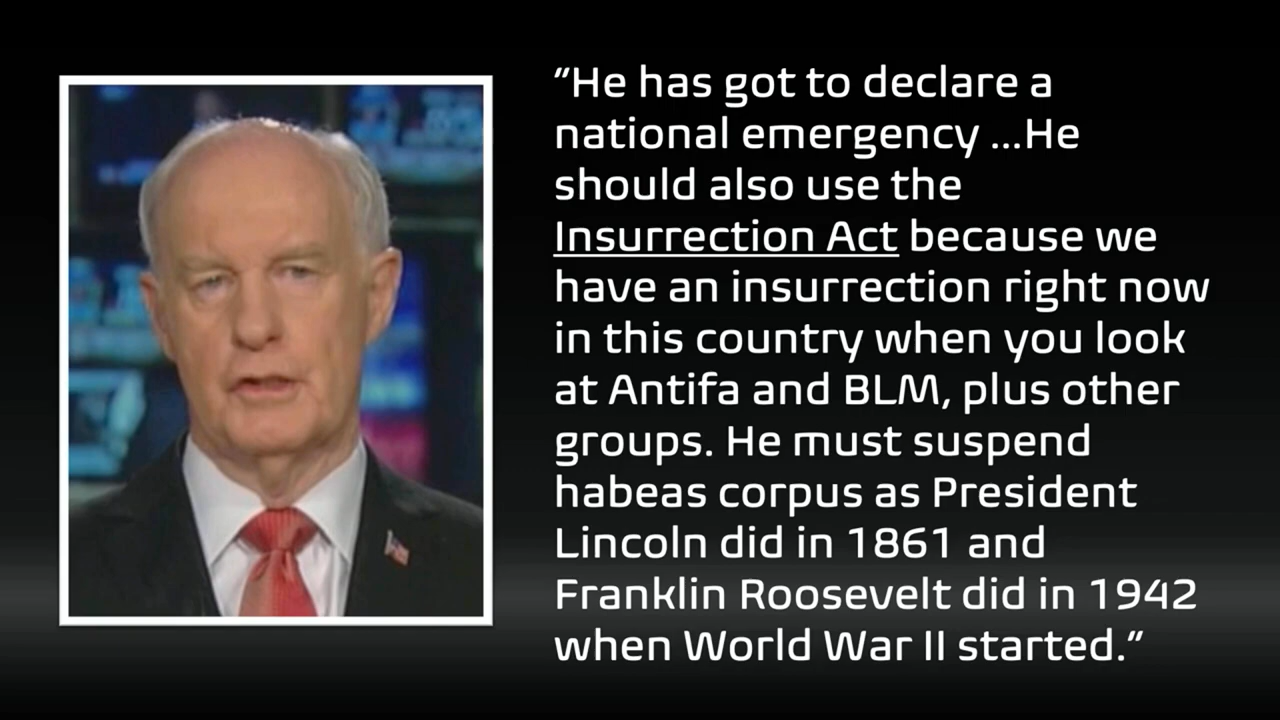 “He has got to declare a
national emergency ...He
should also use the
Insurrection Act because we
have an insurrection right now
in this country when you look
at Antifa and BLM, plus other
groups. He must suspend
habeas corpus as President
Lincoln did in 1861 and
Franklin Roosevelt did in 1942
when World War II started.”